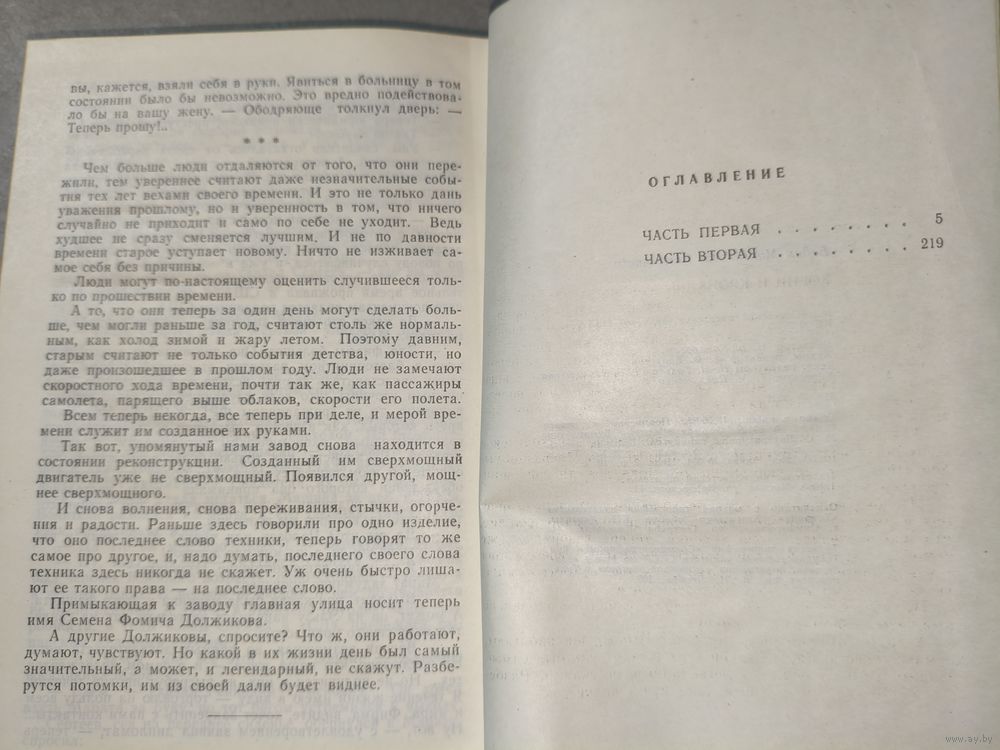 вы, кажется, взяли себя в руки. Явиться в больницу в том
состоянии было бы невозможно. Это вредно подействова-
ло бы на вашу жену. — Ободряюще толкнул дверь: —
Теперь прошу!..
* * *
Чем больше люди отдаляются от того, что они пере-
жили, тем увереннее считают даже незначительные собы-
тия тех лет вехами своего времени. И это не только дань
уважения прошлому, но и уверенность в том, что ничего
случайно не приходит и само по себе не уходит. Ведь
худшее не сразу сменяется лучшим. И не по давности
времени старое уступает новому. Ничто не изживает са-
мое себя без причины.
Люди могут по-настоящему оценить случившееся толь-
ко по прошествии времени.
А то, что они теперь за один день могут сделать боль-
ше, чем могли раньше за год, считают столь же нормаль-
ным, как холод зимой и жару летом. Поэтому давним,
старым считают не только события детства, юности, но
даже произошедшее в прошлом году. Люди не замечают
скоростного хода времени, почти так же, как пассажиры
самолета, парящего выше облаков, скорости его полета.
Всем теперь некогда, все теперь при деле, и мерой вре-
мени служит им созданное их руками.
Так вот, упомянутый нами завод снова находится в
состоянии реконструкции. Созданный им сверхмощный
двигатель уже не сверхмощный. Появился другой, мощ-
нее сверхмощного.
И снова волнения, снова переживания, стычки, огорче-
ния и радости. Раньше здесь говорили про одно изделие,
что оно последнее слово техники, теперь говорят то же
самое про другое, и, надо думать, последнего своего слова
техника здесь никогда не скажет. Уж очень быстро лиша-
ют ее такого права — на последнее слово.
Примыкающая к заводу главная улица носит теперь
имя Семена Фомича Должикова.
А другие Должиковы, спросите? Что ж, они работают,
думают, чувствуют. Но какой в их жизни день был самый
значительный, а может, и легендарный, не скажут. Разбе-
рутся потомки, им из своей дали будет виднее.
ОГЛАВЛЕНИЕ
ЧАСТЬ ПЕРВАЯ . . . . . . . . 5
ЧАСТЬ ВТОРАЯ . . . . . . . . 219
www.ay.by